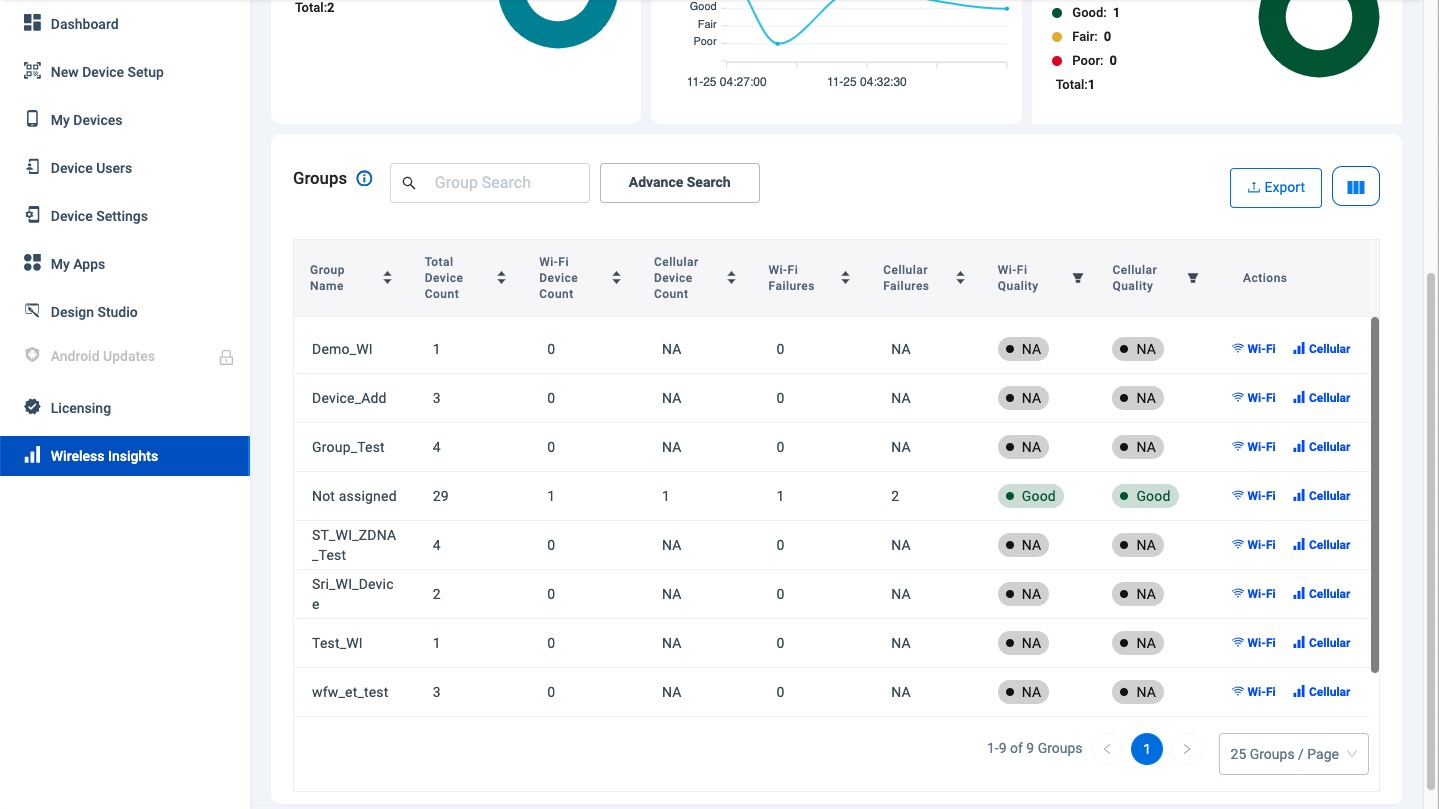 Dashboard
New Device Setup
My Devices
Device Users
Device Settings
My Apps
Design Studio
Android Updates
Licensing
Wireless Insights
Total:2
Good
Fair
Poor
11-25 04:27:00
11-25 04:32:30
Good: 1
Fair: 0
Poor: 0
Total:1
Groups
Group Search
Advance Search
Export
Group
Name
Total
Device
Count
Wi-Fi
Device
Count
Cellular
Device
Count
Wi-Fi
Failures
Cellular
Failures
Wi-Fi
Quality
Cellular
Quality
Actions
Demo_WI 1 0 NA 0 NA NA NA Wi-Fi Cellular
Device_Add 3 0 NA 0 NA NA NA Wi-Fi Cellular
Group_Test 4 0 NA 0 NA NA NA Wi-Fi Cellular
Not assigned 29 1 1 1 2 Good Good Wi-Fi Cellular
ST_WI_ZDNA
_Test
4 0 NA 0 NA NA NA Wi-Fi Cellular
Sri_WI_Devic
e
2 0 NA 0 NA NA NA Wi-Fi Cellular
Test_WI 1 0 NA 0 NA NA NA Wi-Fi Cellular
wfw_et_test 3 0 NA 0 NA NA NA Wi-Fi Cellular
1-9 of 9 Groups < 1 > 25 Groups / Page